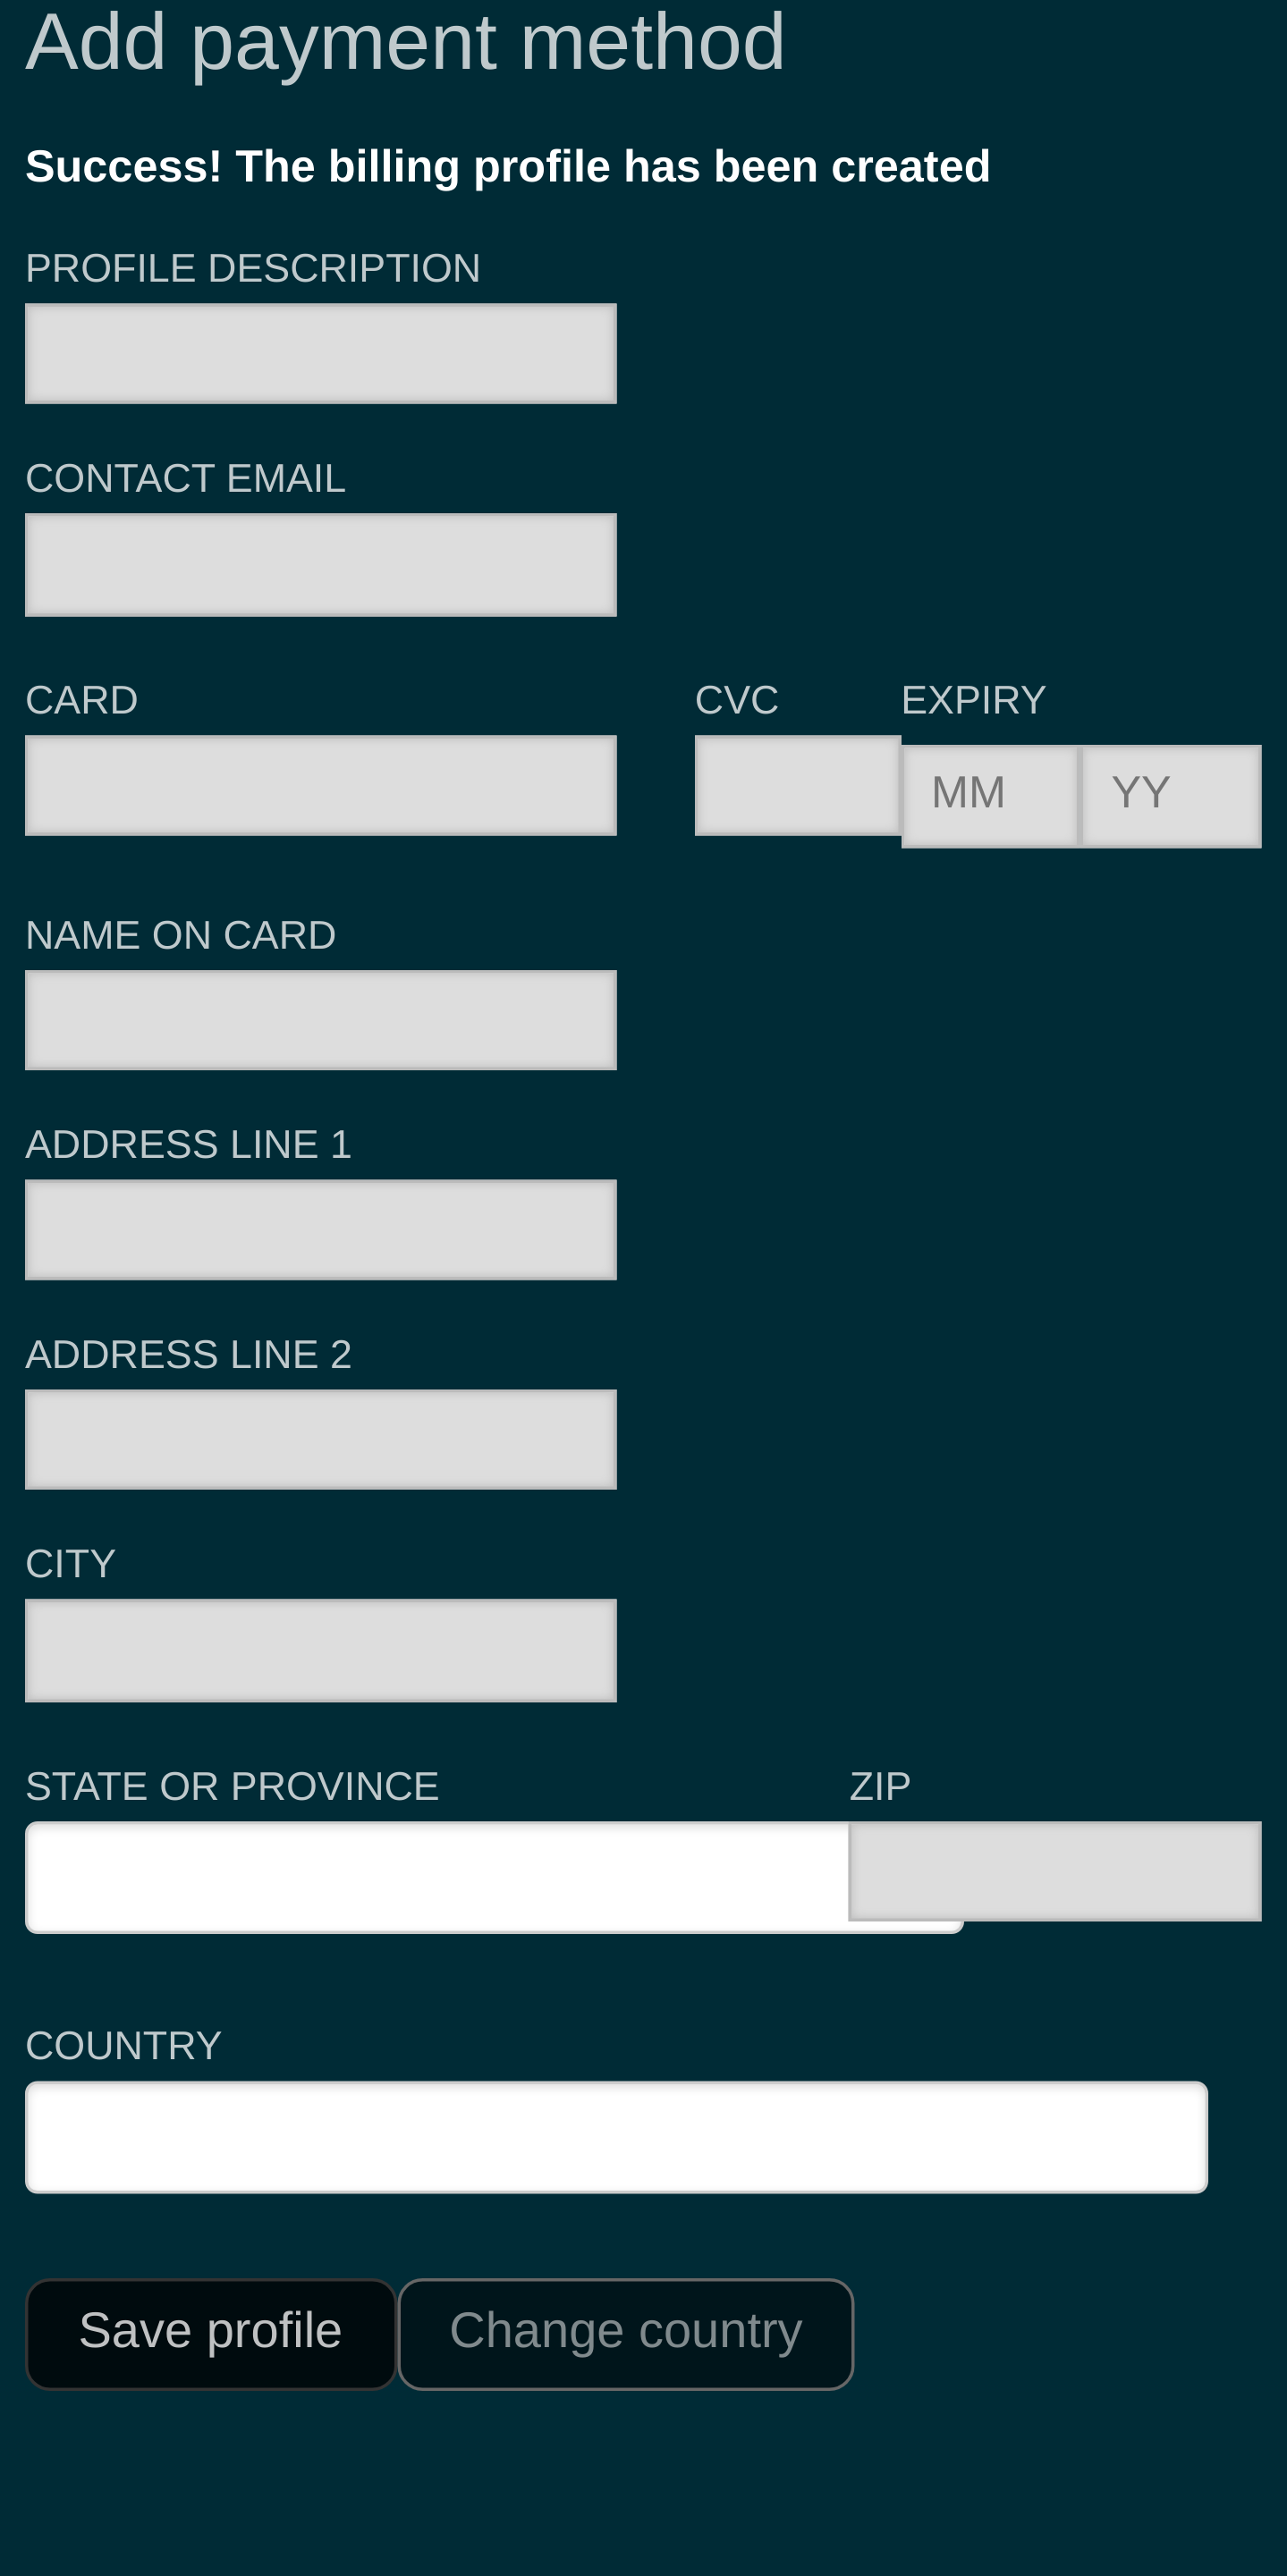 Add payment method
Success! The billing profile has been created
PROFILE DESCRIPTION
CONTACT EMAIL
CARD CVC EXPIRY
MM YY
NAME ON CARD
ADDRESS LINE 1
ADDRESS LINE 2
CITY
STATE OR PROVINCE ZIP
COUNTRY
Save profile Change country